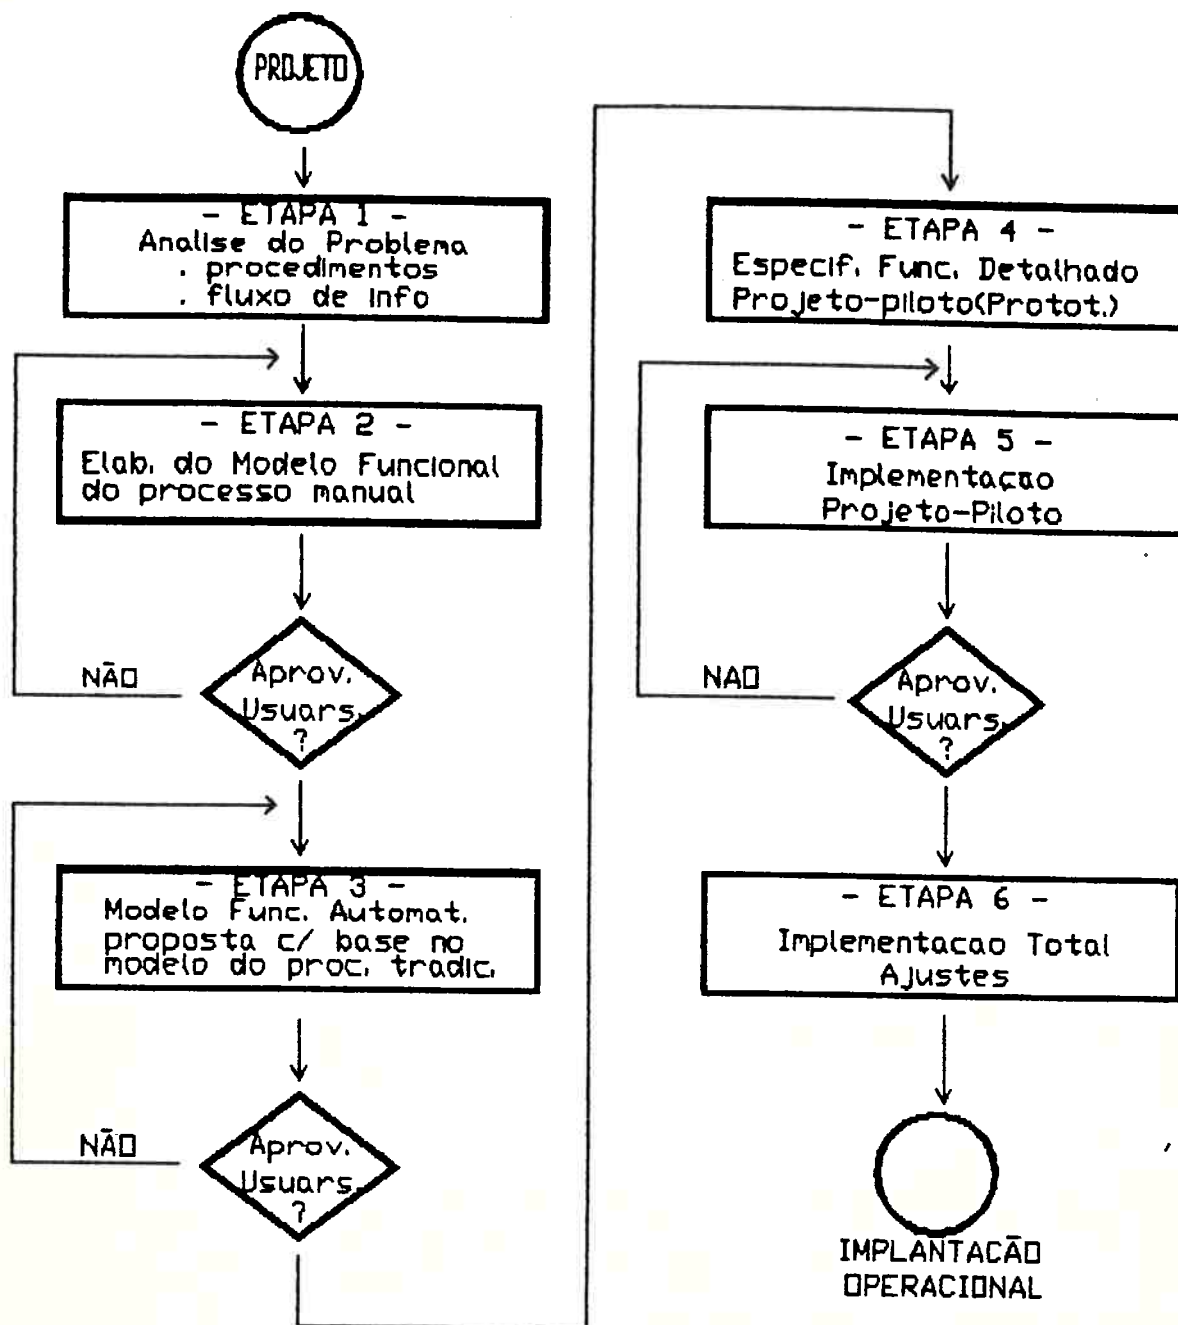 PROJETO
- ETAPA 1 -
Analise do Problema
. procedimentos
. fluxo de info
- ETAPA 2 -
Elab. do Modelo Funcional
do processo manual
NÃO
Aprov.
Usuars.
?
- ETAPA 3 -
Modelo Func. Automat.
proposta c/ base no
modelo do proc. tradic.
NÃO
Aprov.
Usuars.
?
- ETAPA 4 -
Especif. Func. Detalhado
Projeto-piloto(Protot.)
- ETAPA 5 -
Implementaçao
Projeto-Piloto
NAO
Aprov.
Usuars.
?
- ETAPA 6 -
Implementacao Total
Ajustes
IMPLANTACÃO
OPERACIONAL